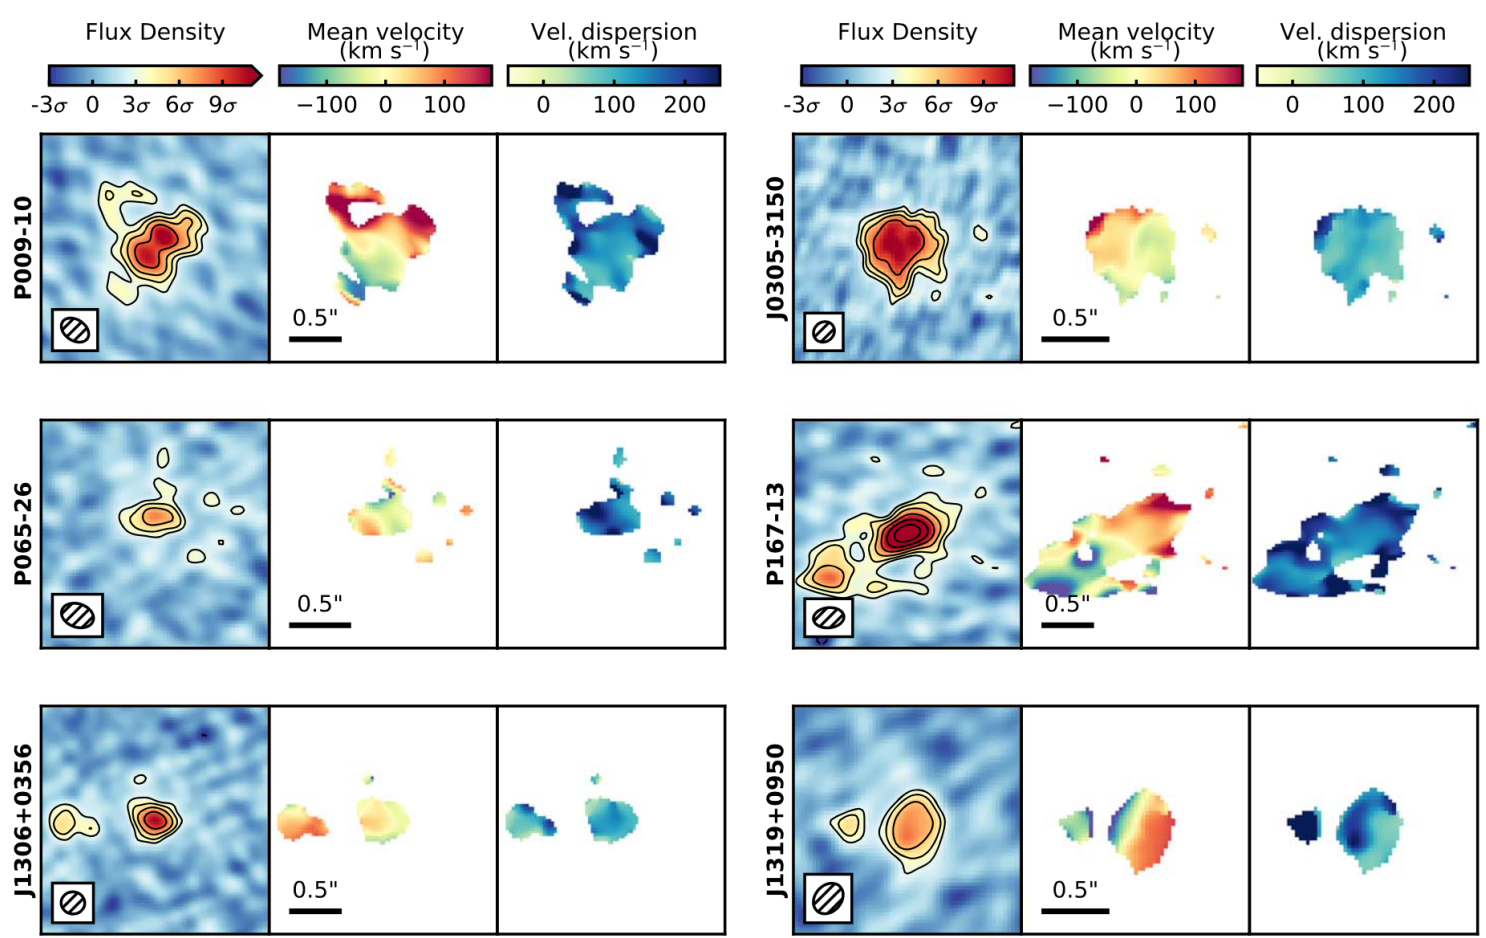 Flux Density Mean velocity (km s⁻¹) Vel. dispersion (km s⁻¹) Flux Density Mean velocity (km s⁻¹) Vel. dispersion (km s⁻¹)
-3σ 0 3σ 6σ 9σ −100 0 100 0 100 200 -3σ 0 3σ 6σ 9σ −100 0 100 0 100 200
P009-10
0.5"
J0305-3150
0.5"
P065-26
0.5"
P167-13
0.5"
J1306+0356
0.5"
J1319+0950
0.5"